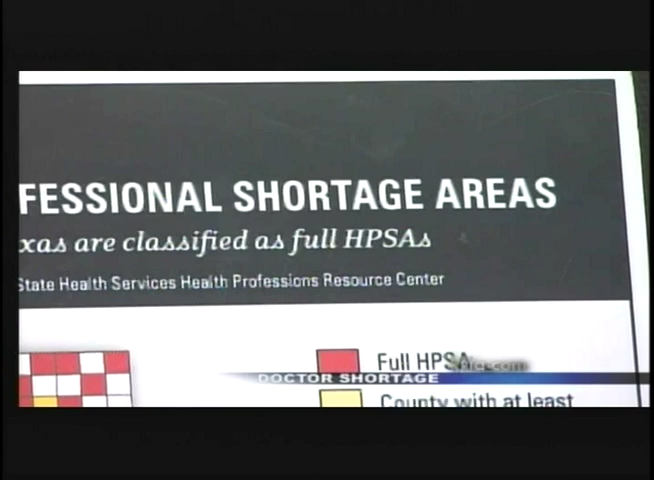 FESSIONAL SHORTAGE AREAS
xas are classified as full HPSAs
State Health Services Health Professions Resource Center
Full HPSA
DOCTOR SHORTAGE
County with at least